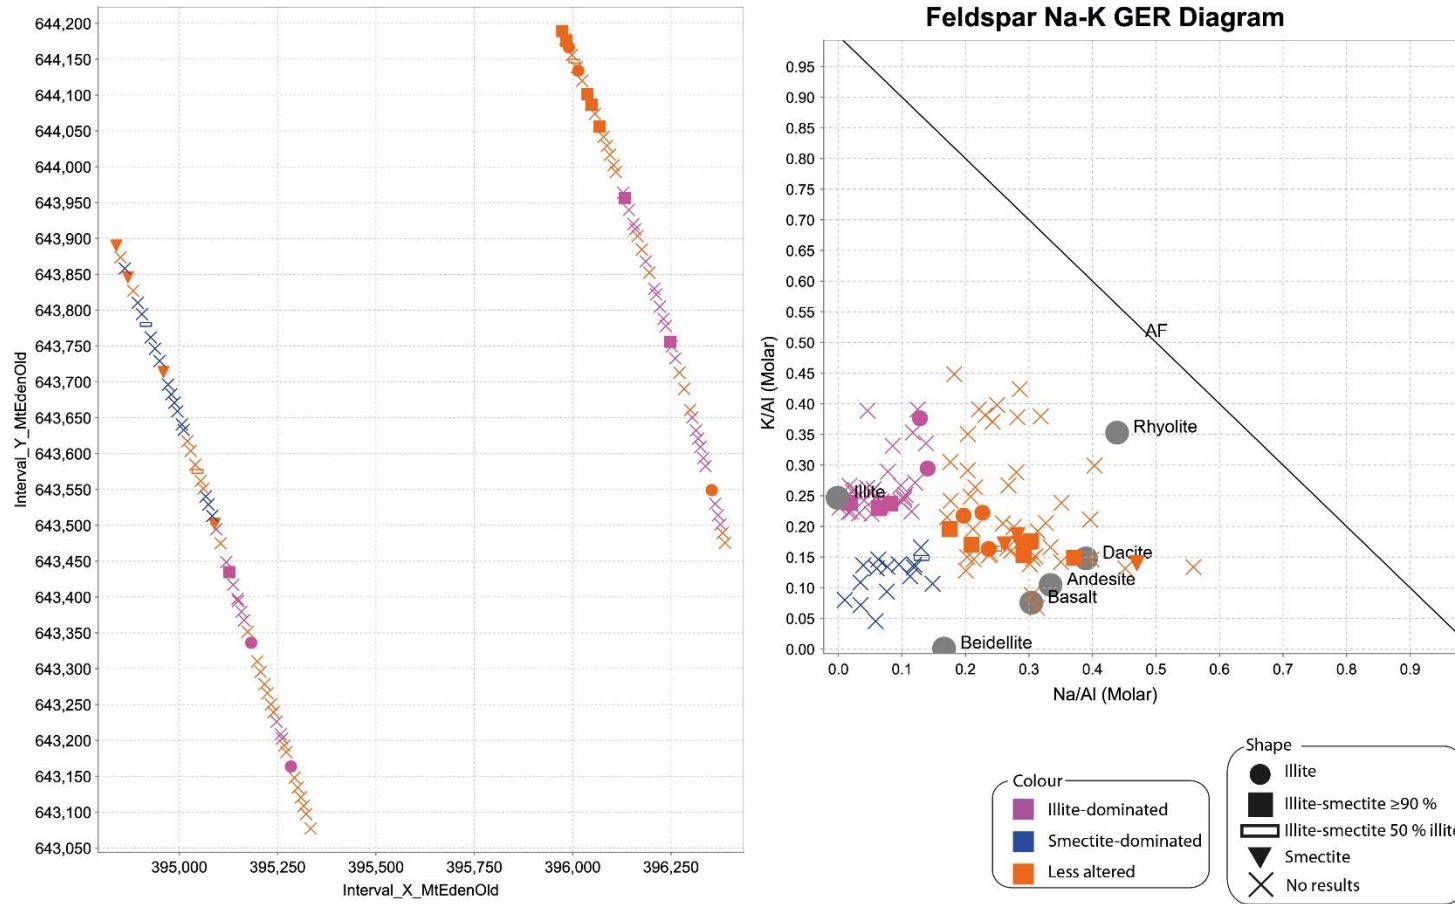 644,200
644,150
644,100
644,050
644,000
643,950
643,900
643,850
643,800
643,750
643,700
643,650
643,600
643,550
643,500
643,450
643,400
643,350
643,300
643,250
643,200
643,150
643,100
643,050
Interval_Y_MtEdenOld
395,000
395,250
395,500
395,750
396,000
396,250
Interval_X_MtEdenOld
Feldspar Na-K GER Diagram
0.95
0.90
0.85
0.80
0.75
0.70
0.65
0.60
0.55
0.50
0.45
0.40
0.35
0.30
0.25
0.20
0.15
0.10
0.05
0.00
K/Al (Molar)
AF
Rhyolite
Illite
Dacite
Andesite
Basalt
Beidellite
0.0
0.1
0.2
0.3
0.4
0.5
0.6
0.7
0.8
0.9
Na/Al (Molar)
Colour
Illite-dominated
Smectite-dominated
Less altered
Shape
Illite
Illite-smectite ≥90 %
Illite-smectite 50 % illite
Smectite
No results